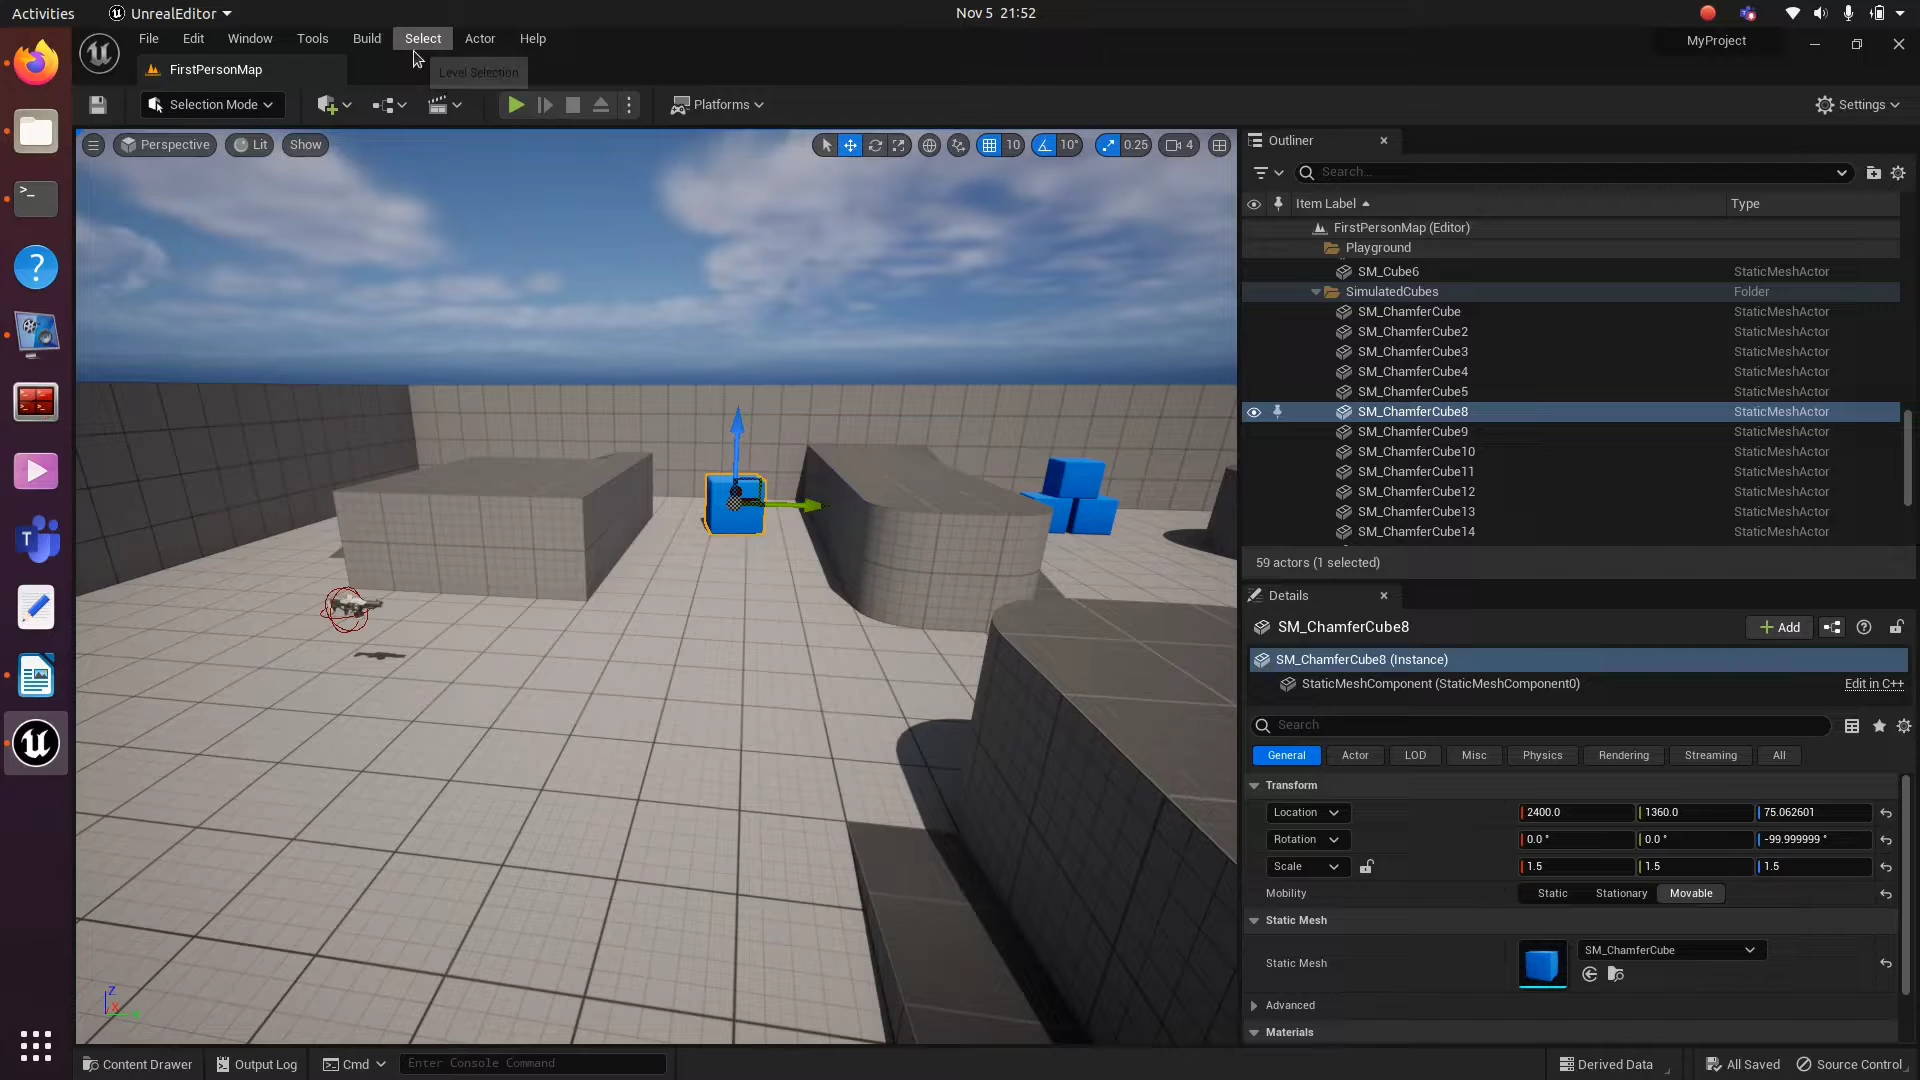 Activities
UnrealEditor
Nov 5 21:52
File Edit Window Tools Build Select Actor Help
MyProject
FirstPersonMap
Level Selection
Selection Mode
Platforms
Settings
Perspective
Lit
Show
10
10°
0.25
4
Outliner
Search...
Item Label
Type
FirstPersonMap (Editor)
Playground
SM_Cube6 StaticMeshActor
SimulatedCubes Folder
SM_ChamferCube StaticMeshActor
SM_ChamferCube2 StaticMeshActor
SM_ChamferCube3 StaticMeshActor
SM_ChamferCube4 StaticMeshActor
SM_ChamferCube5 StaticMeshActor
SM_ChamferCube8 StaticMeshActor
SM_ChamferCube9 StaticMeshActor
SM_ChamferCube10 StaticMeshActor
SM_ChamferCube11 StaticMeshActor
SM_ChamferCube12 StaticMeshActor
SM_ChamferCube13 StaticMeshActor
SM_ChamferCube14 StaticMeshActor
59 actors (1 selected)
Details
SM_ChamferCube8
Add
SM_ChamferCube8 (Instance)
StaticMeshComponent (StaticMeshComponent0)
Edit in C++
Search
General Actor LOD Misc Physics Rendering Streaming All
Transform
Location 2400.0 1360.0 75.062601
Rotation 0.0 ° 0.0 ° -99.999999 °
Scale 1.5 1.5 1.5
Mobility Static Stationary Movable
Static Mesh
Static Mesh SM_ChamferCube
Advanced
Materials
Z
X
Content Drawer
Output Log
Cmd
Enter Console Command
Derived Data
All Saved
Source Control